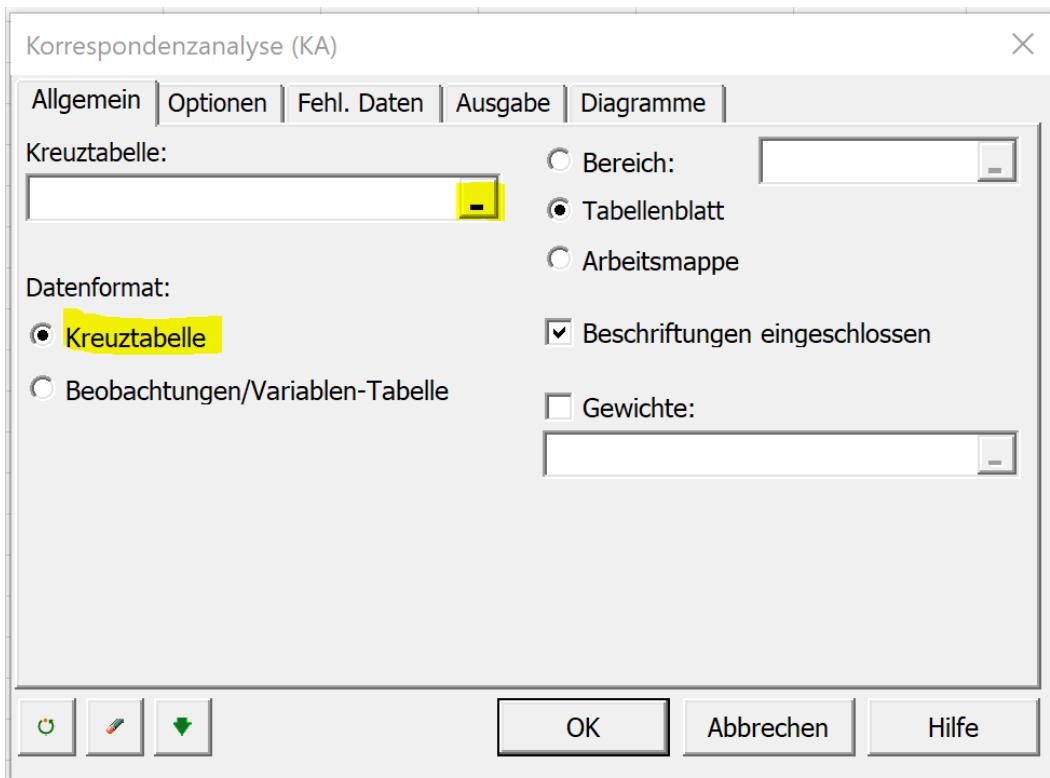 Korrespondenzanalyse (KA)
Allgemein Optionen Fehl. Daten Ausgabe Diagramme
Kreuztabelle:
Bereich:
Tabellenblatt
Arbeitsmappe
Datenformat:
Kreuztabelle
Beschriftungen eingeschlossen
Beobachtungen/Variablen-Tabelle
Gewichte:
OK Abbrechen Hilfe